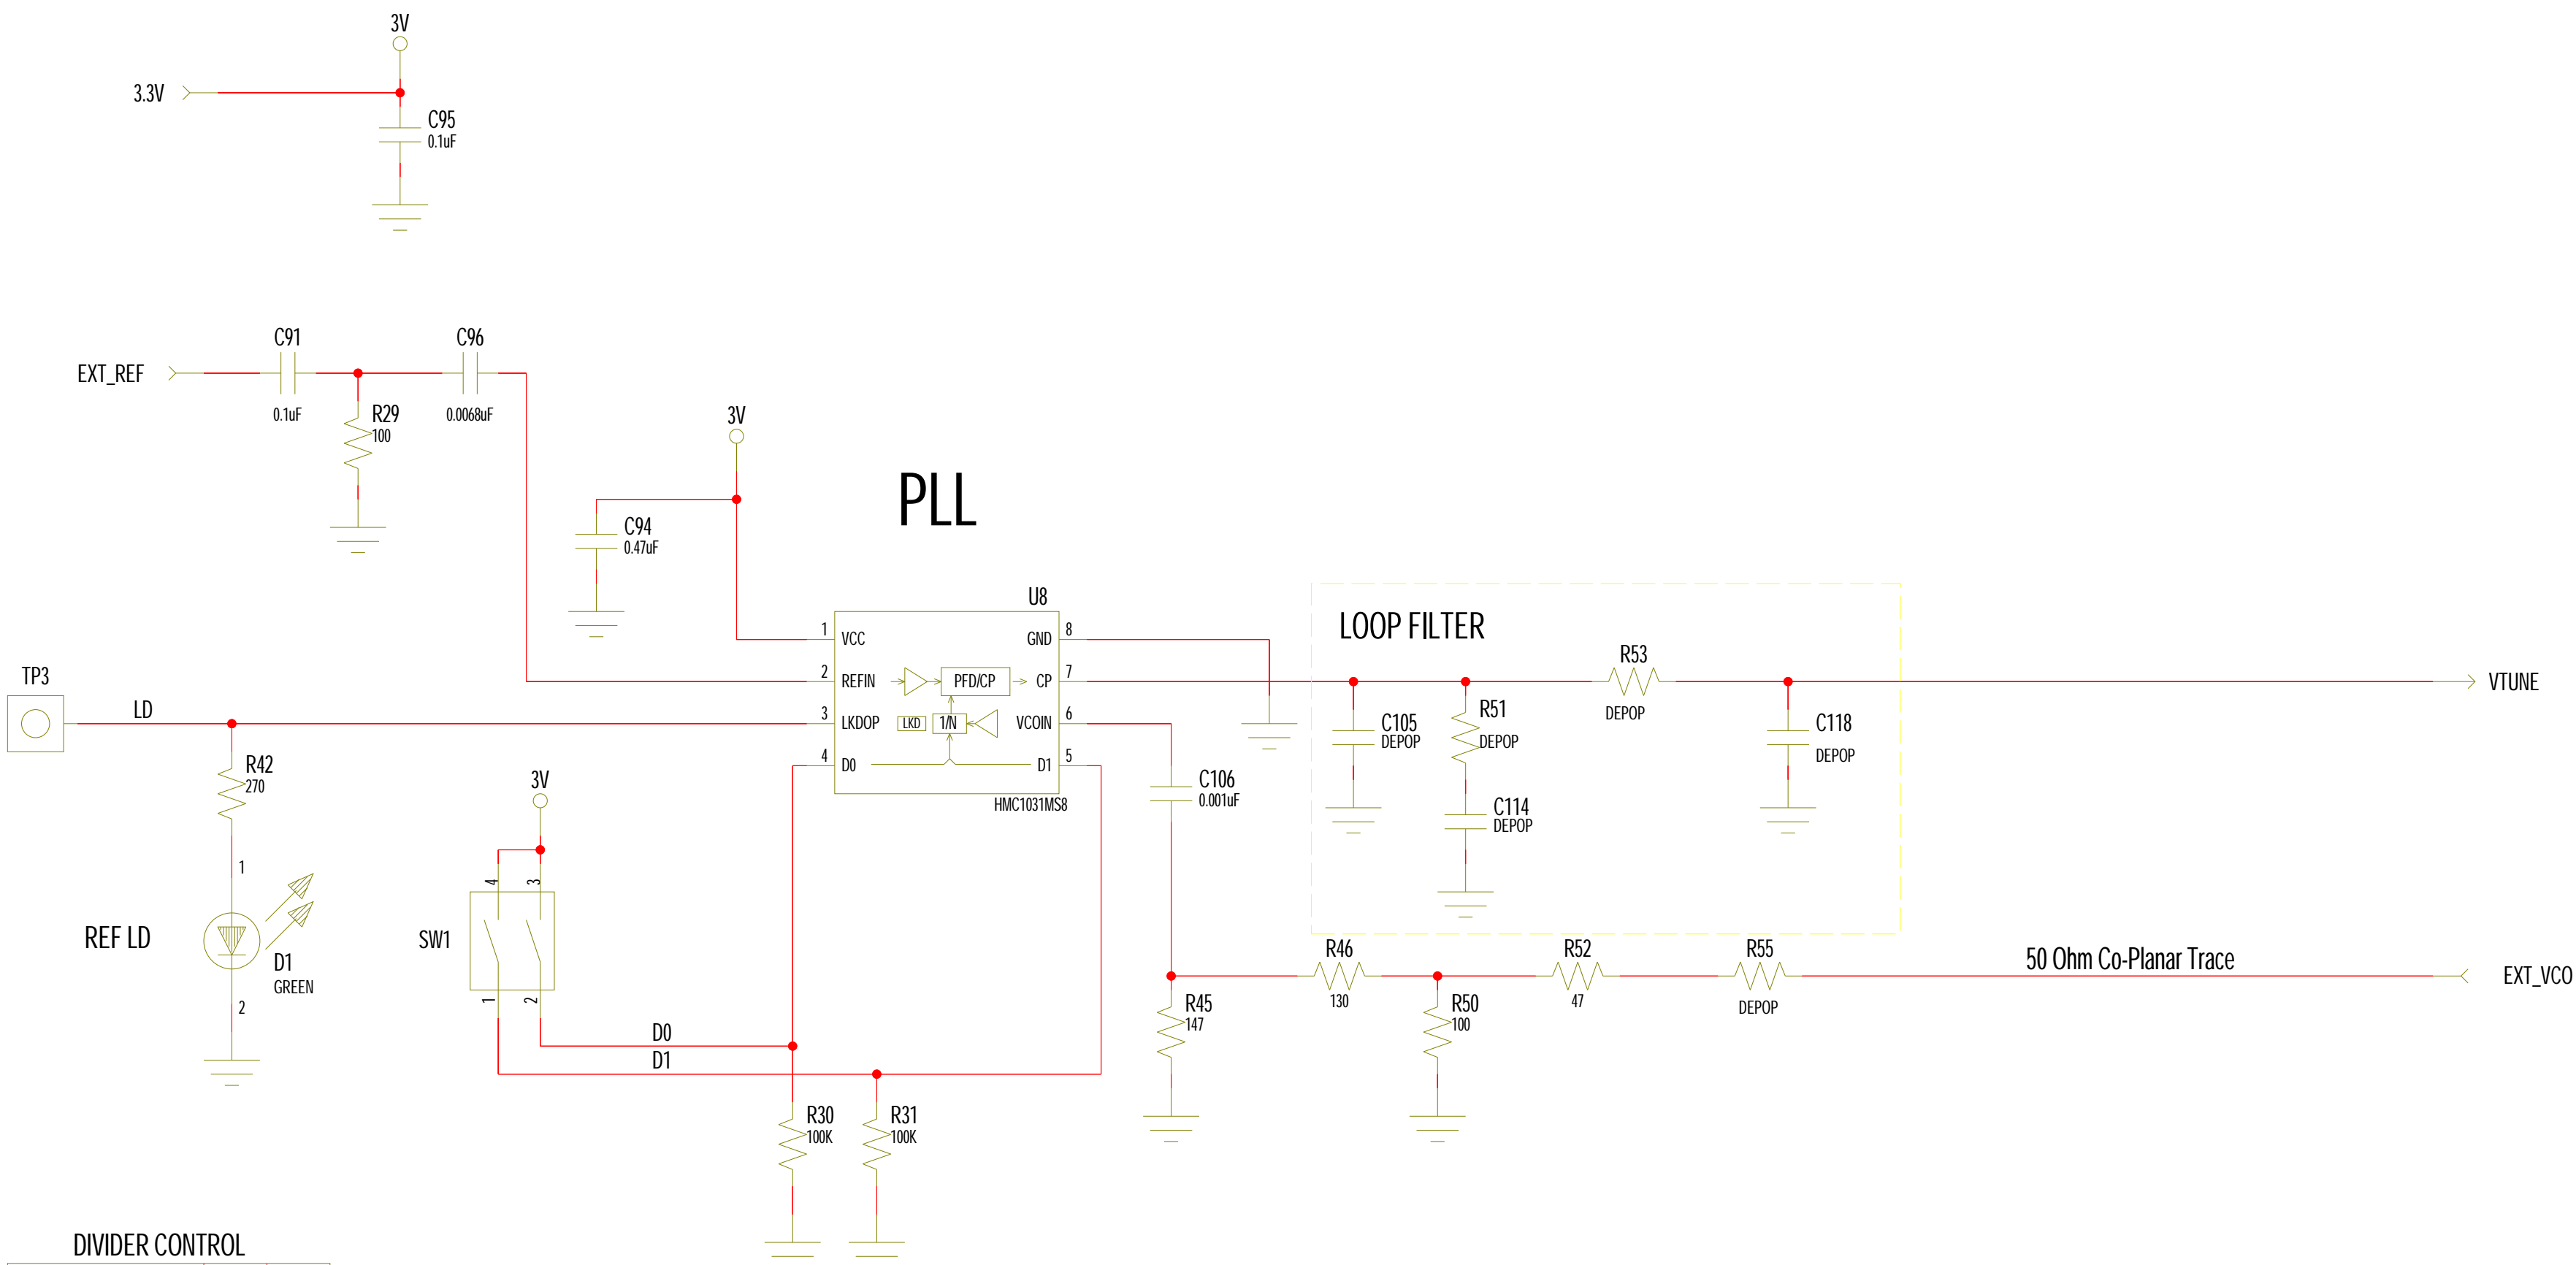 3V
3.3V
C95
0.1uF
C91
0.1uF
C96
0.0068uF
EXT_REF
R29
100
3V
C94
0.47uF
PLL
U8
1
VCC
GND
8
2
REFIN
PFD/CP
CP
7
3
LKDOP
LKD
1/N
VCOIN
6
4
D0
D1
5
HMC1031MS8
TP3
LD
R42
270
1
REF LD
D1
GREEN
2
3V
4
3
SW1
1
2
D0
D1
R30
100K
R31
100K
LOOP FILTER
R53
DEPOP
VTUNE
C105
DEPOP
R51
DEPOP
C118
DEPOP
C114
DEPOP
C106
0.001uF
R46
130
R52
47
R55
DEPOP
50 Ohm Co-Planar Trace
EXT_VCO
R45
147
R50
100
DIVIDER CONTROL